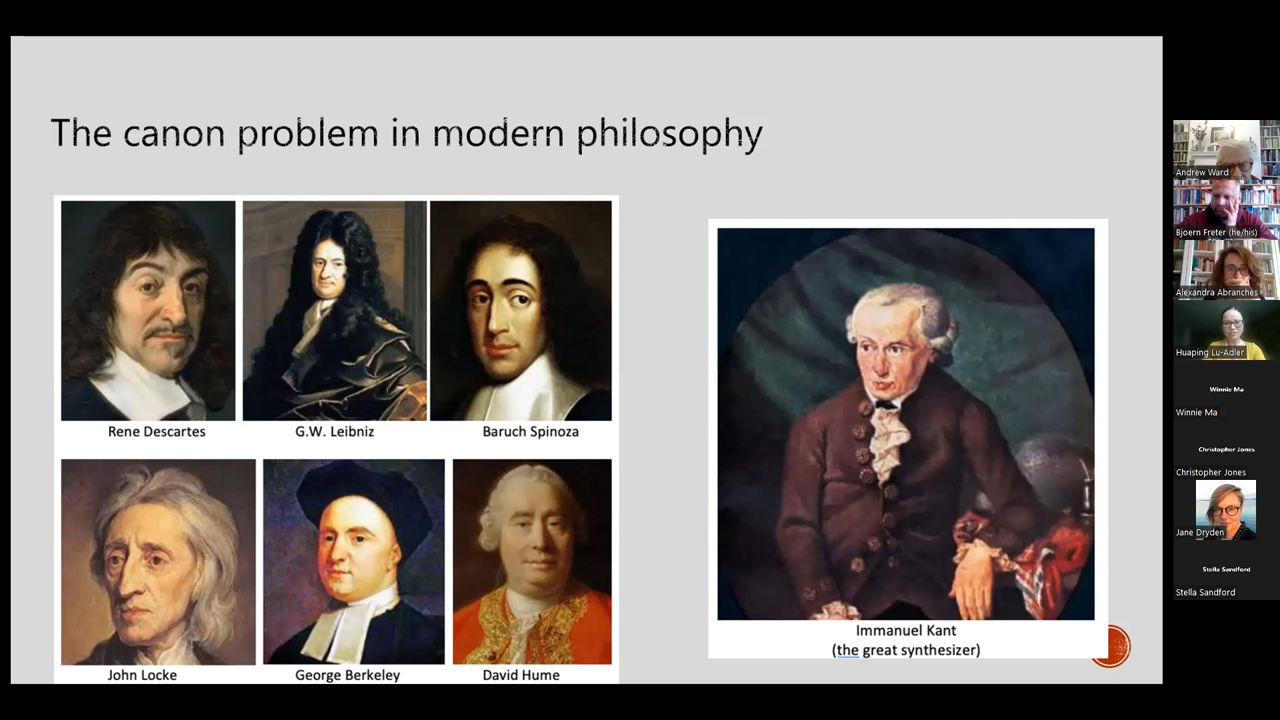 The canon problem in modern philosophy
Rene Descartes
G.W. Leibniz
Baruch Spinoza
John Locke
George Berkeley
David Hume
Immanuel Kant
(the great synthesizer)
Andrew Ward
Bjoern Freter (he/his)
Alexandra Abranches
Huaping Lu-Adler
Winnie Ma
Winnie Ma
Christopher Jones
Christopher Jones
Jane Dryden
Stella Sandford
Stella Sandford